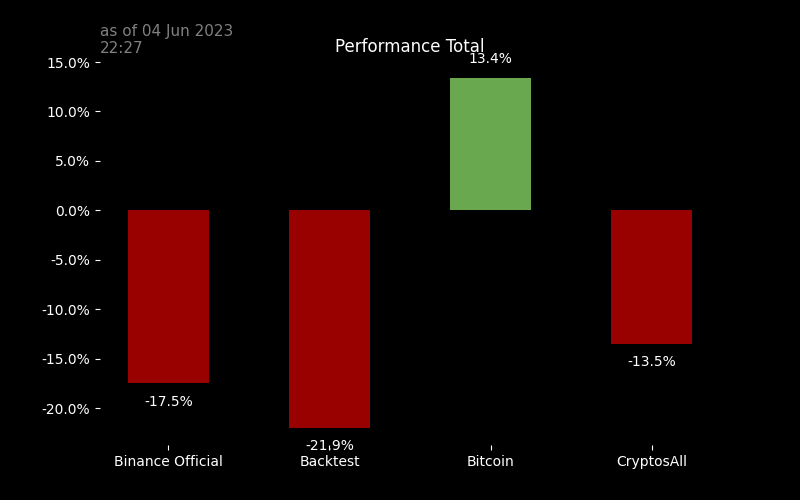 as of 04 Jun 2023
22:27
Performance Total
15.0%
10.0%
5.0%
0.0%
-5.0%
-10.0%
-15.0%
-20.0%
13.4%
-17.5%
-21.9%
-13.5%
Binance Official
Backtest
Bitcoin
CryptosAll